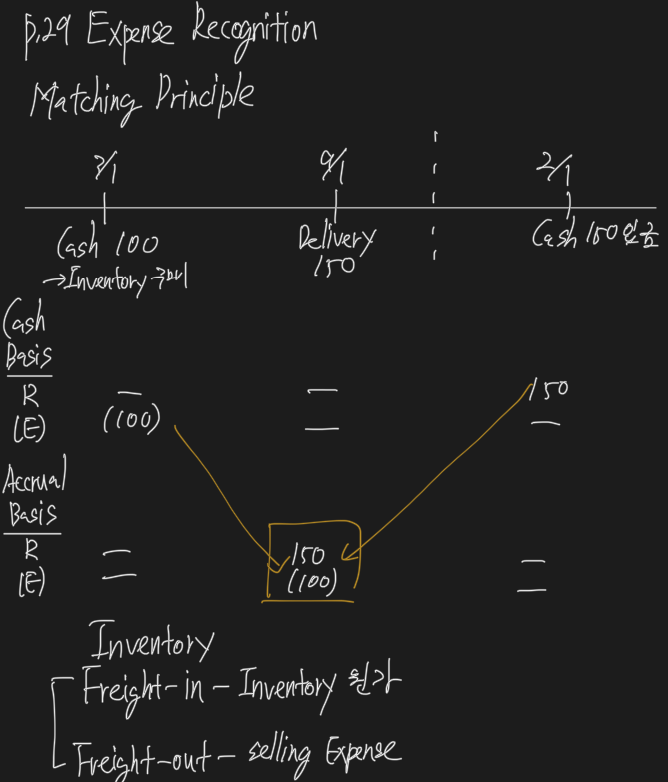 p.29 Expense Recognition
Matching Principle
3/1 9/1 2/1
Cash 100 Delivery Cash 150 입금
→Inventory 구매 150
Cash
Basis
R — — 150
(E) (100) — —
Accrual
Basis
R — 150 —
(E) — (100) —
Inventory
Freight-in – Inventory 원가
Freight-out – selling Expense